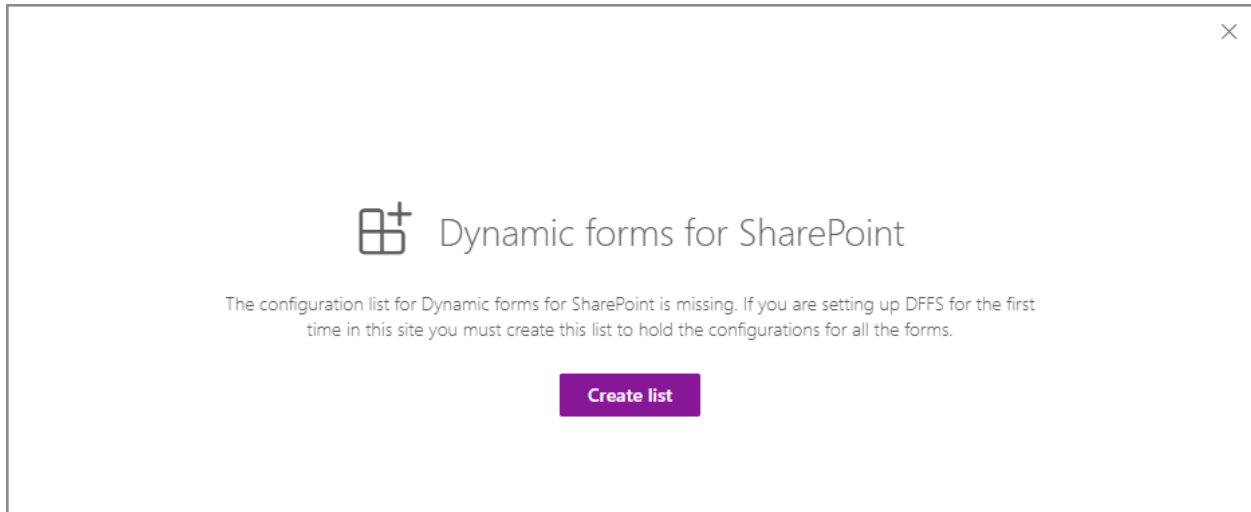 Dynamic forms for SharePoint
The configuration list for Dynamic forms for SharePoint is missing. If you are setting up DFFS for the first
time in this site you must create this list to hold the configurations for all the forms.
Create list